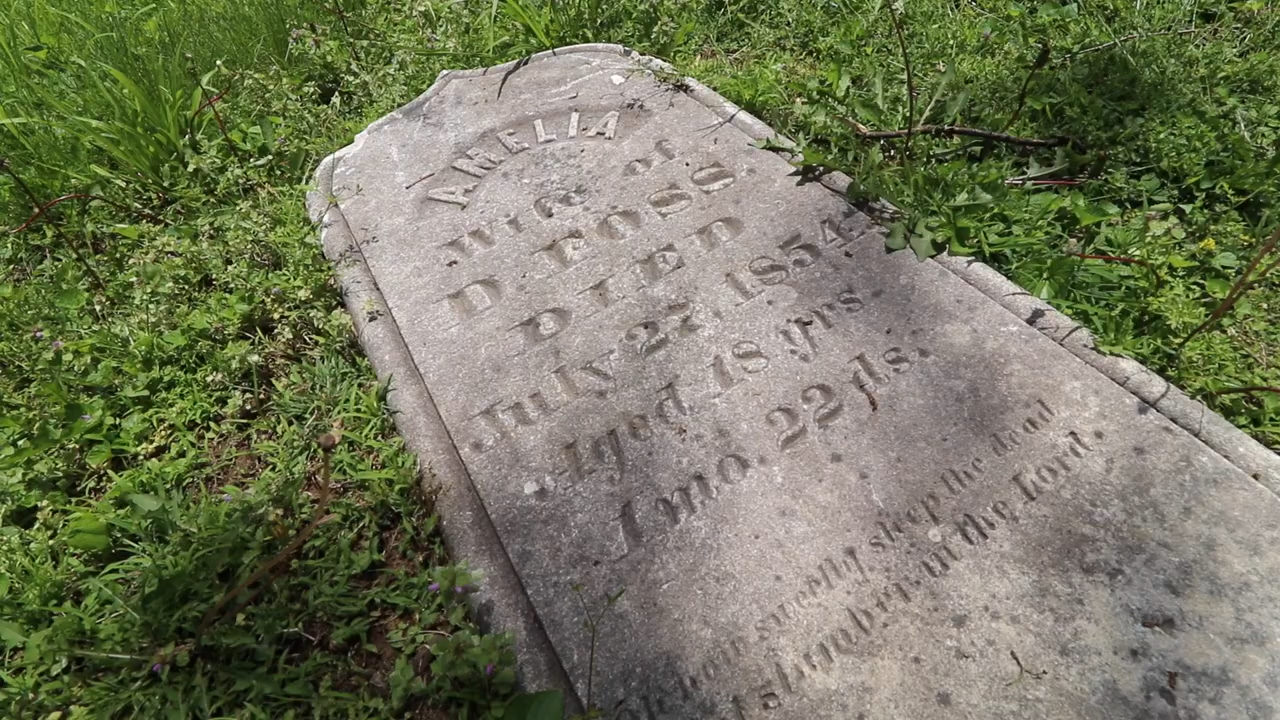 AMELIA
Wife of
D. FOSS.
DIED
July 27, 1854.
Aged 18 yrs.
1 mo. 22 ds.
how sweetly sleep the dead
slumber in the Lord.